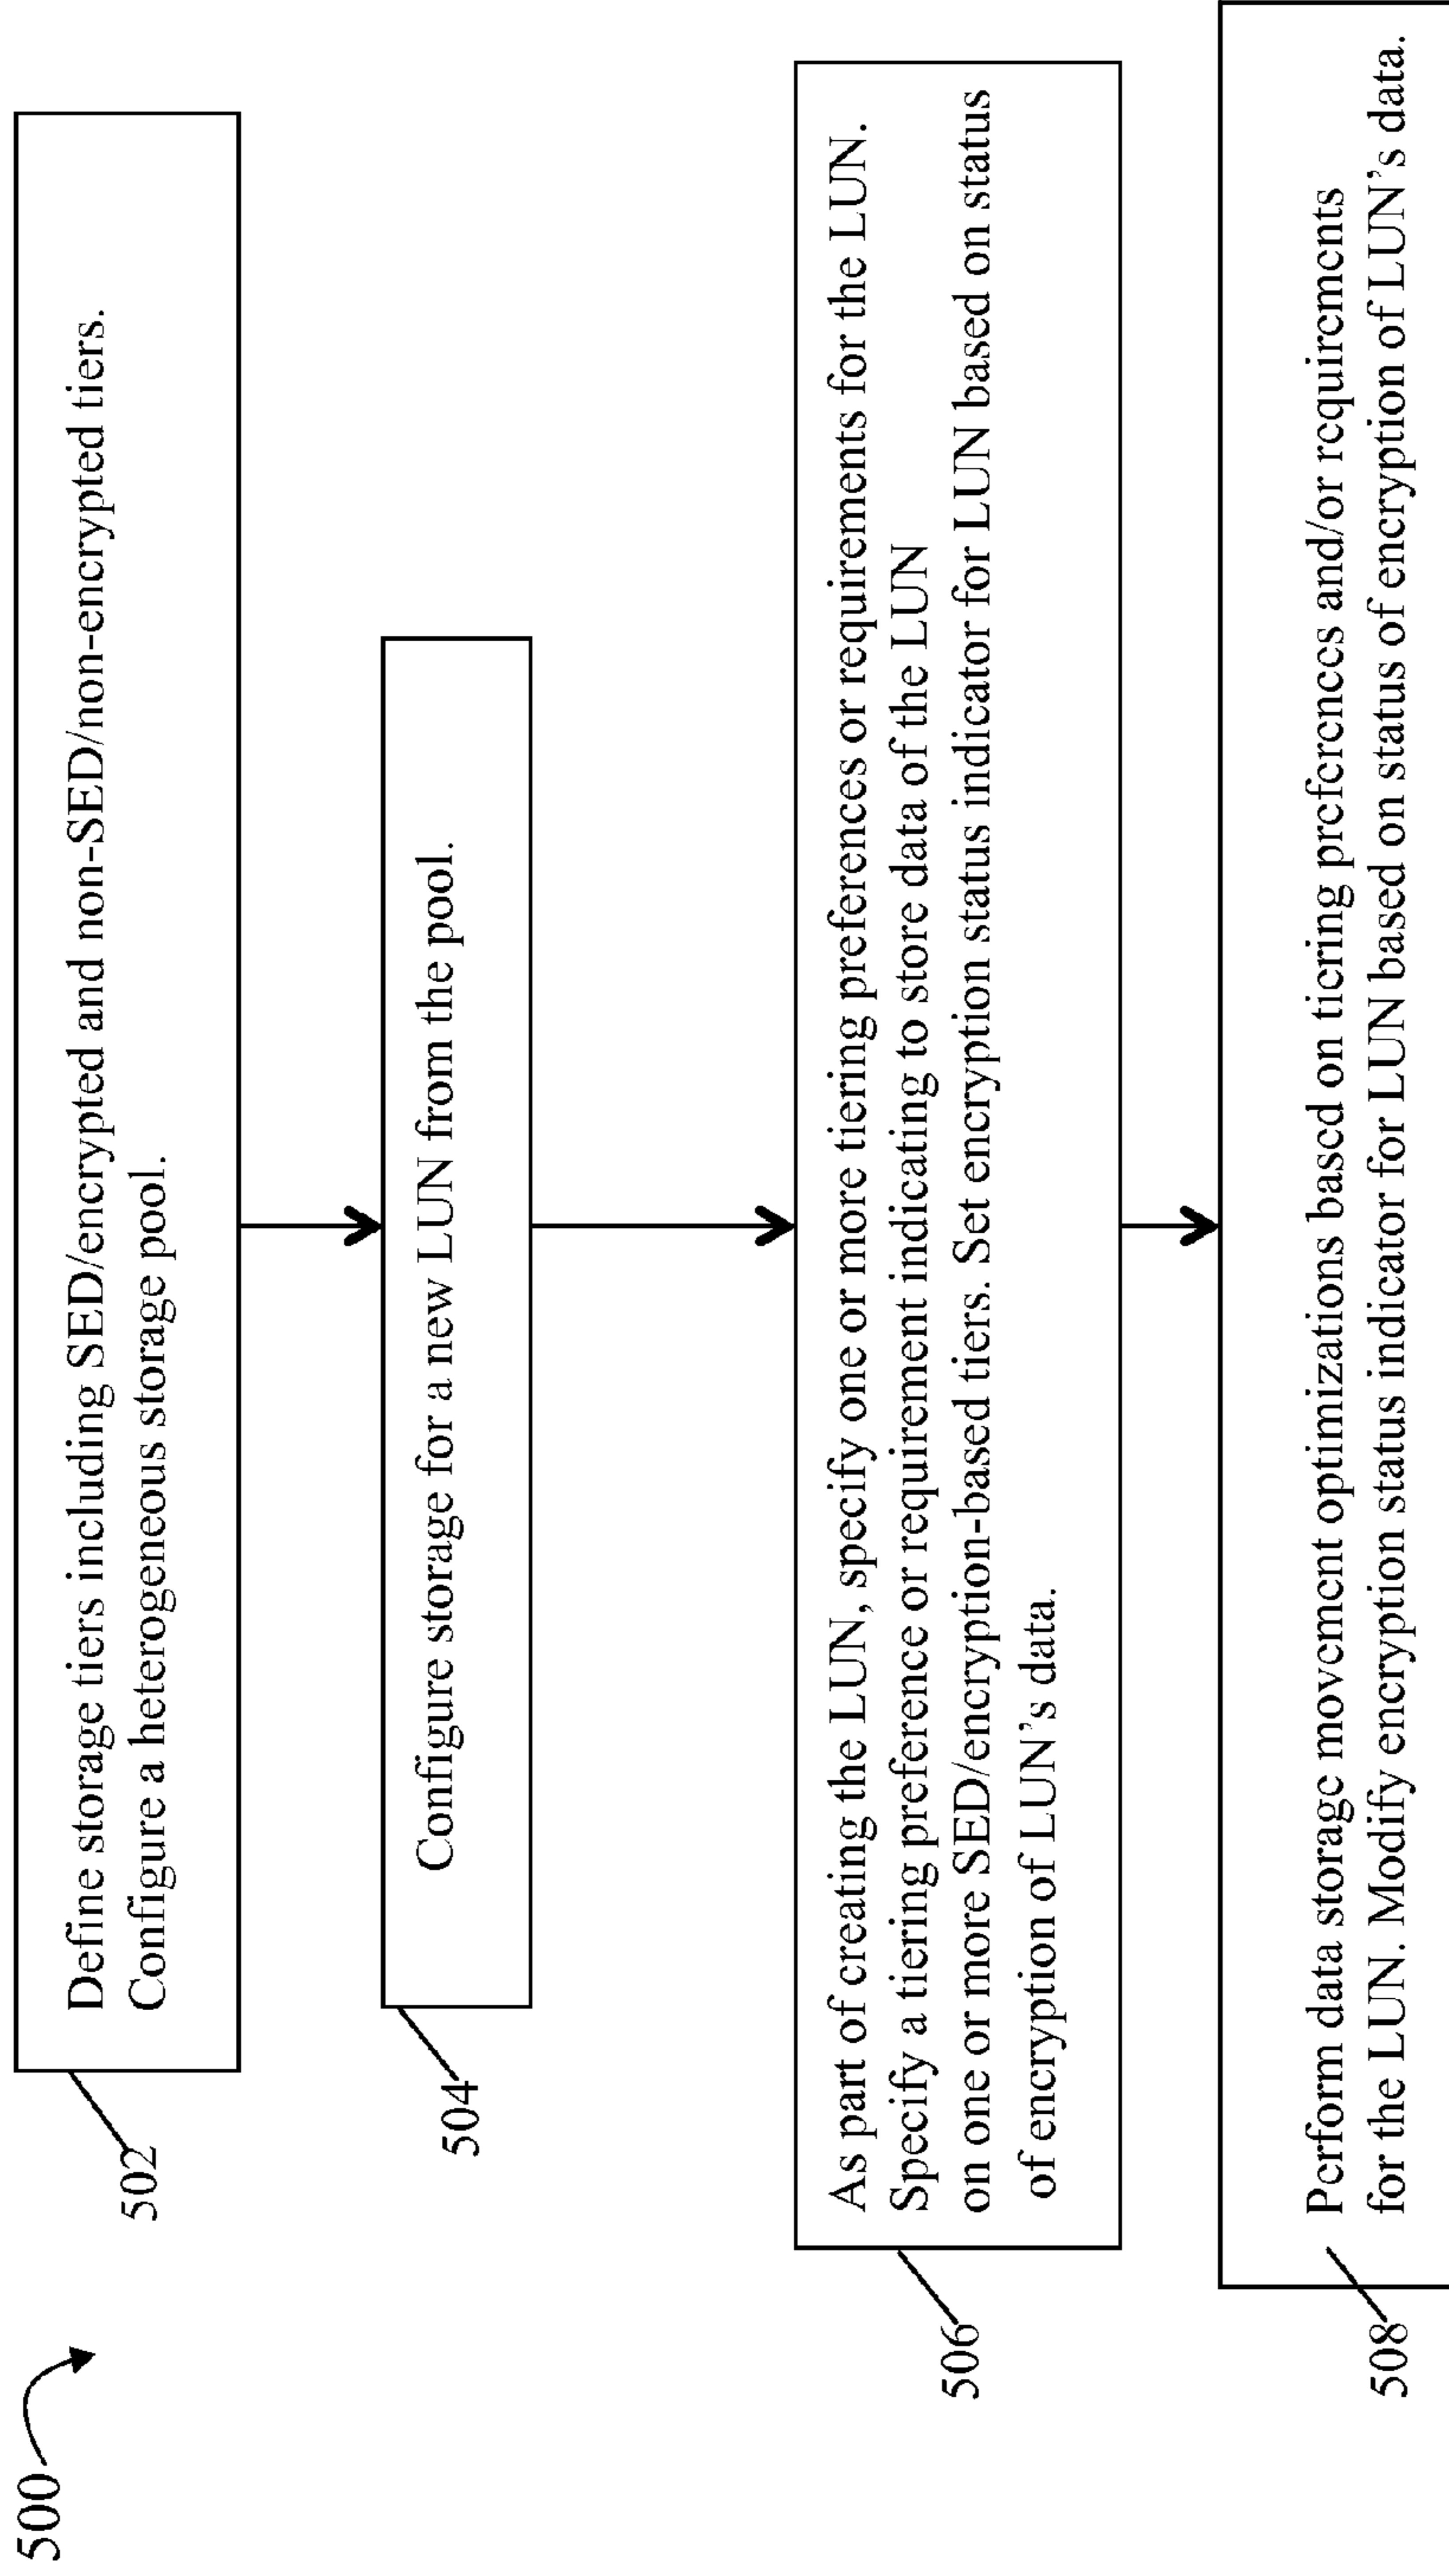 500
502
Define storage tiers including SED/encrypted and non-SED/non-encrypted tiers.
Configure a heterogeneous storage pool.
504
Configure storage for a new LUN from the pool.
506
As part of creating the LUN, specify one or more tiering preferences or requirements for the LUN.
Specify a tiering preference or requirement indicating to store data of the LUN
on one or more SED/encryption-based tiers. Set encryption status indicator for LUN based on status
of encryption of LUN's data.
508
Perform data storage movement optimizations based on tiering preferences and/or requirements
for the LUN. Modify encryption status indicator for LUN based on status of encryption of LUN's data.